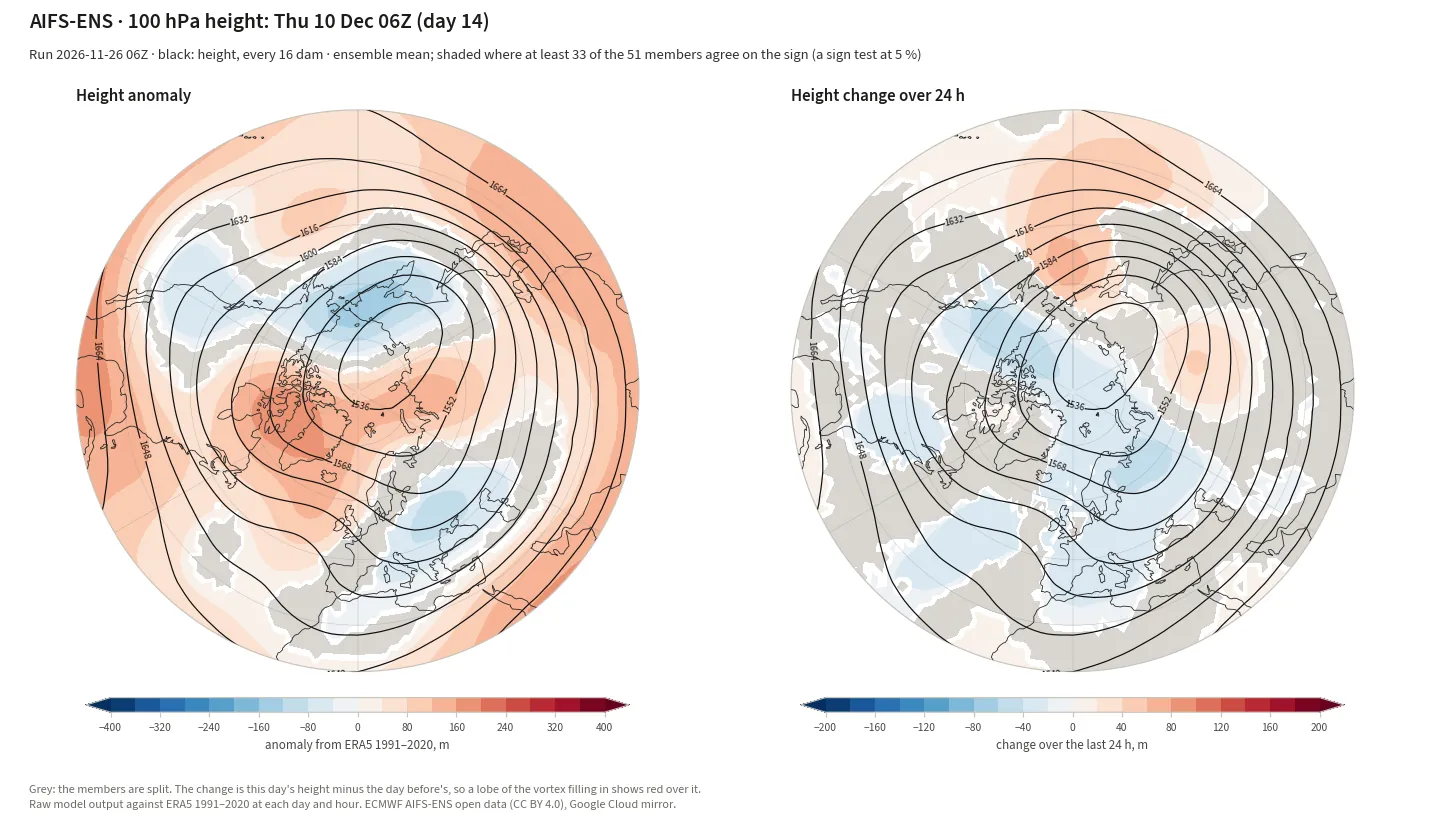 AIFS-ENS · 100 hPa height: Thu 10 Dec 06Z (day 14)
Run 2026-11-26 06Z · black: height, every 16 dam · ensemble mean; shaded where at least 33 of the 51 members agree on the sign (a sign test at 5 %)
Height anomaly
Height change over 24 h
1664
1632
1616
1600
1584
1664
1536
1552
1568
1648
1664
1632
1616
1600
1584
1664
1536
1552
1568
1648
−400 −320 −240 −160 −80 0 80 160 240 320 400
anomaly from ERA5 1991–2020, m
−200 −160 −120 −80 −40 0 40 80 120 160 200
change over the last 24 h, m
Grey: the members are split. The change is this day's height minus the day before's, so a lobe of the vortex filling in shows red over it.
Raw model output against ERA5 1991–2020 at each day and hour. ECMWF AIFS-ENS open data (CC BY 4.0), Google Cloud mirror.